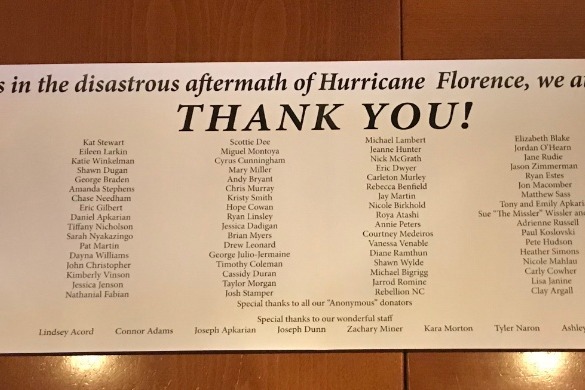 s in the disastrous aftermath of Hurricane Florence, we a
THANK YOU!
Kat Stewart
Eileen Larkin
Katie Winkelman
Shawn Dugan
George Braden
Amanda Stephens
Chase Needham
Eric Gilbert
Daniel Apkarian
Tiffany Nicholson
Sarah Nyakazingo
Pat Martin
Dayna Williams
John Christopher
Kimberly Vinson
Jessica Jenson
Nathanial Fabian
Scottie Dee
Miguel Montoya
Cyrus Cunningham
Mary Miller
Andy Bryant
Chris Murray
Kristy Smith
Hope Cowan
Ryan Linsley
Jessica Dadigan
Brian Myers
Drew Leonard
George Julio-Jermaine
Timothy Coleman
Cassidy Duran
Taylor Morgan
Josh Stamper
Michael Lambert
Jeanne Hunter
Nick McGrath
Eric Dwyer
Carleton Murley
Rebecca Benfield
Jay Martin
Nicole Birkhold
Roya Atashi
Annie Peters
Courtney Medeiros
Vanessa Venable
Diane Ramthun
Shawn Wylde
Michael Bigrigg
Jarrod Romine
Rebellion NC
Elizabeth Blake
Jordan O'Hearn
Jane Rudie
Jason Zimmerman
Ryan Estes
Jon Macomber
Matthew Sass
Tony and Emily Apkari
Sue "The Missler" Wissler and
Adrienne Russell
Paul Koslovski
Pete Hudson
Heather Simons
Nicole Mahlau
Carly Cowher
Lisa Janine
Clay Argall
Special thanks to all our "Anonymous" donators
Special thanks to our wonderful staff
Lindsey Acord Connor Adams Joseph Apkarian Joseph Dunn Zachary Miner Kara Morton Tyler Naron Ashley